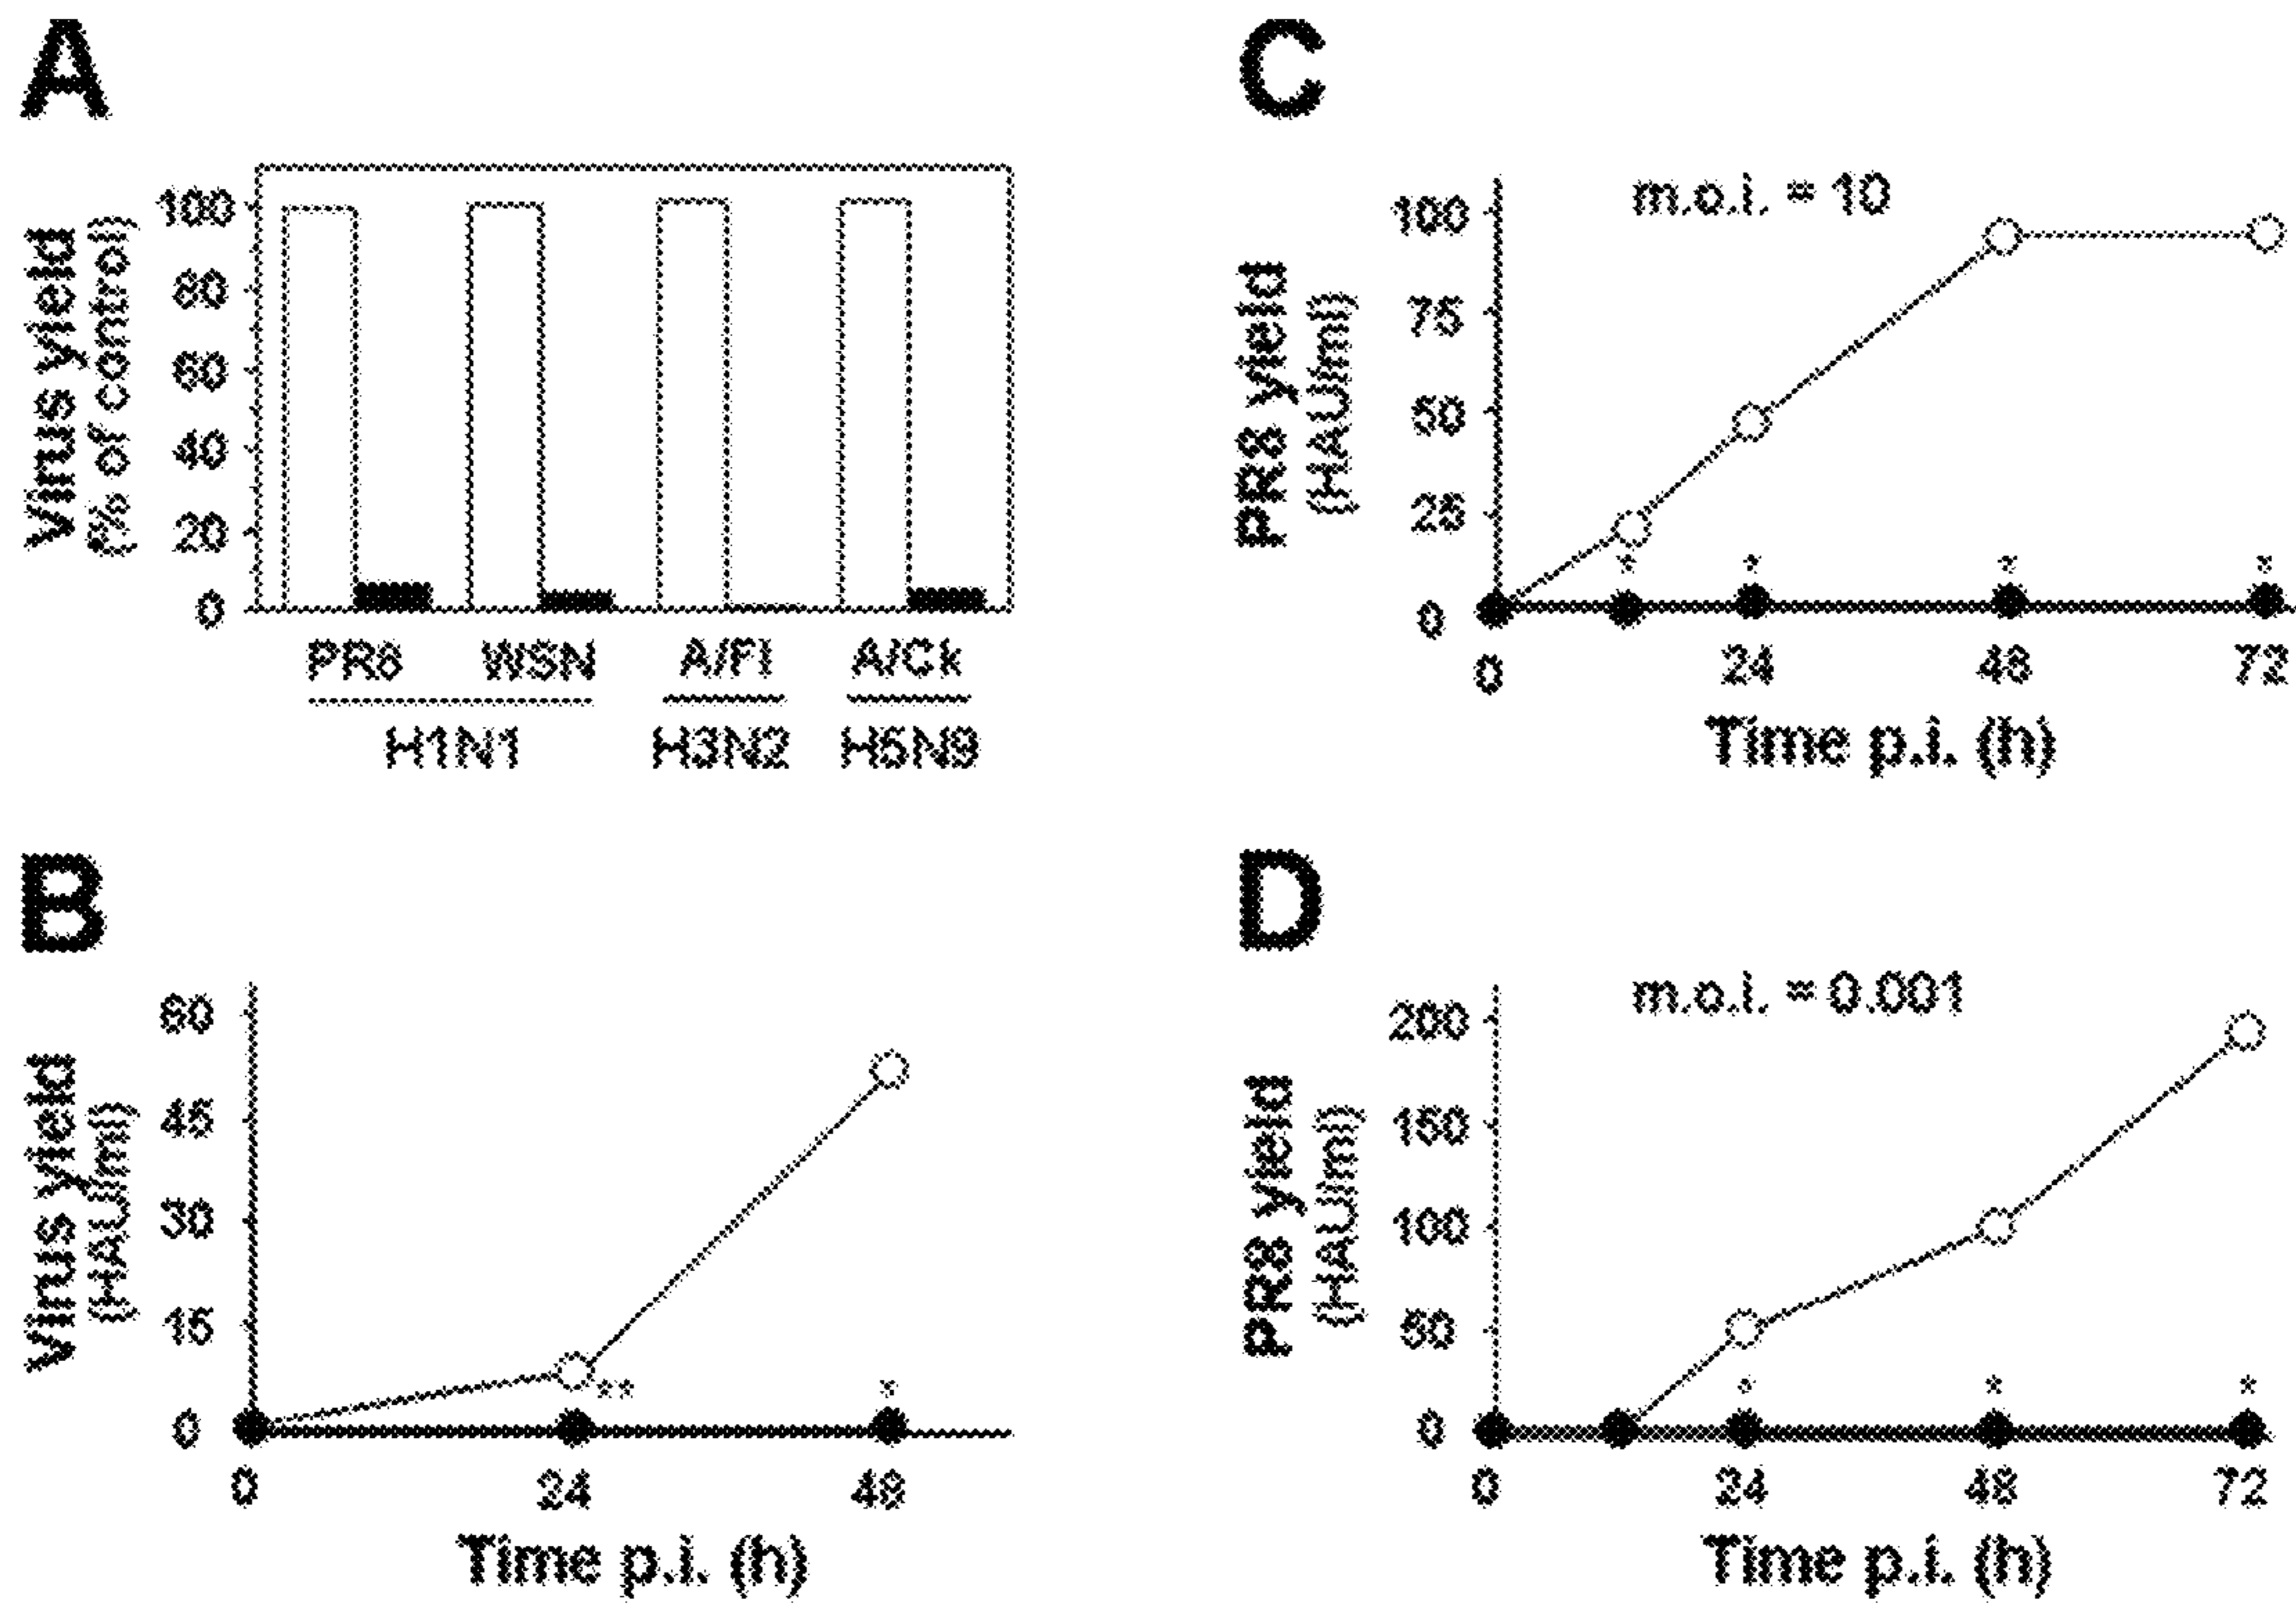 A
Virus yield
(% of control)
100
80
60
40
20
0
PR8 WSN A/Fi A/Ck
H1N1 H3N2 H5N9
B
Virus yield
(HAU/ml)
60
45
30
15
0
**
*
0 24 48
Time p.i. (h)
C
m.o.i. = 10
PR8 yield
(HAU/ml)
100
75
50
25
0
* * * *
0 24 48 72
Time p.i. (h)
D
m.o.i. = 0.001
PR8 yield
(HAU/ml)
200
150
100
50
0
* * *
0 24 48 72
Time p.i. (h)